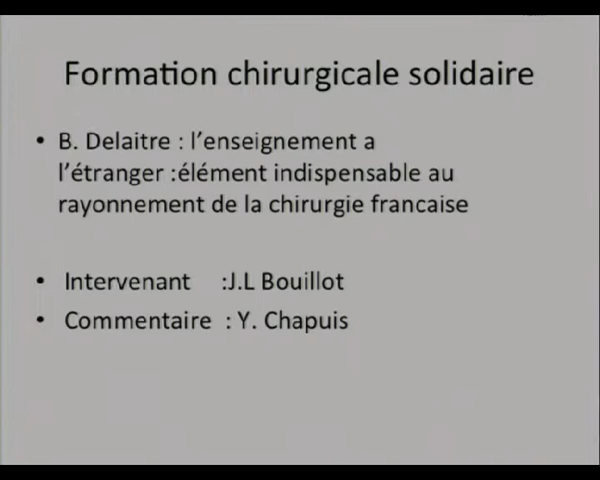 Formation chirurgicale solidaire
• B. Delaitre : l’enseignement a
l’étranger :élément indispensable au
rayonnement de la chirurgie francaise
• Intervenant :J.L Bouillot
• Commentaire : Y. Chapuis